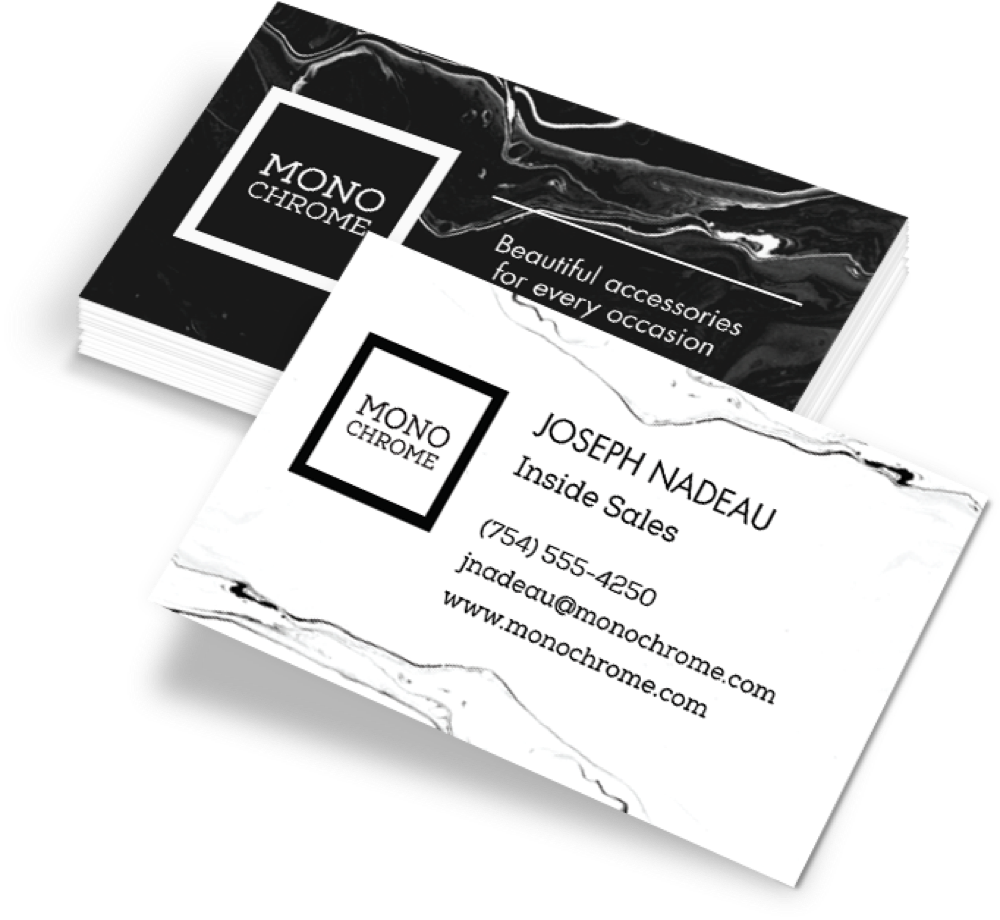 MONO
CHROME
Beautiful accessories
for every occasion
MONO
CHROME
JOSEPH NADEAU
Inside Sales
(754) 555-4250
jnadeau@monochrome.com
www.monochrome.com